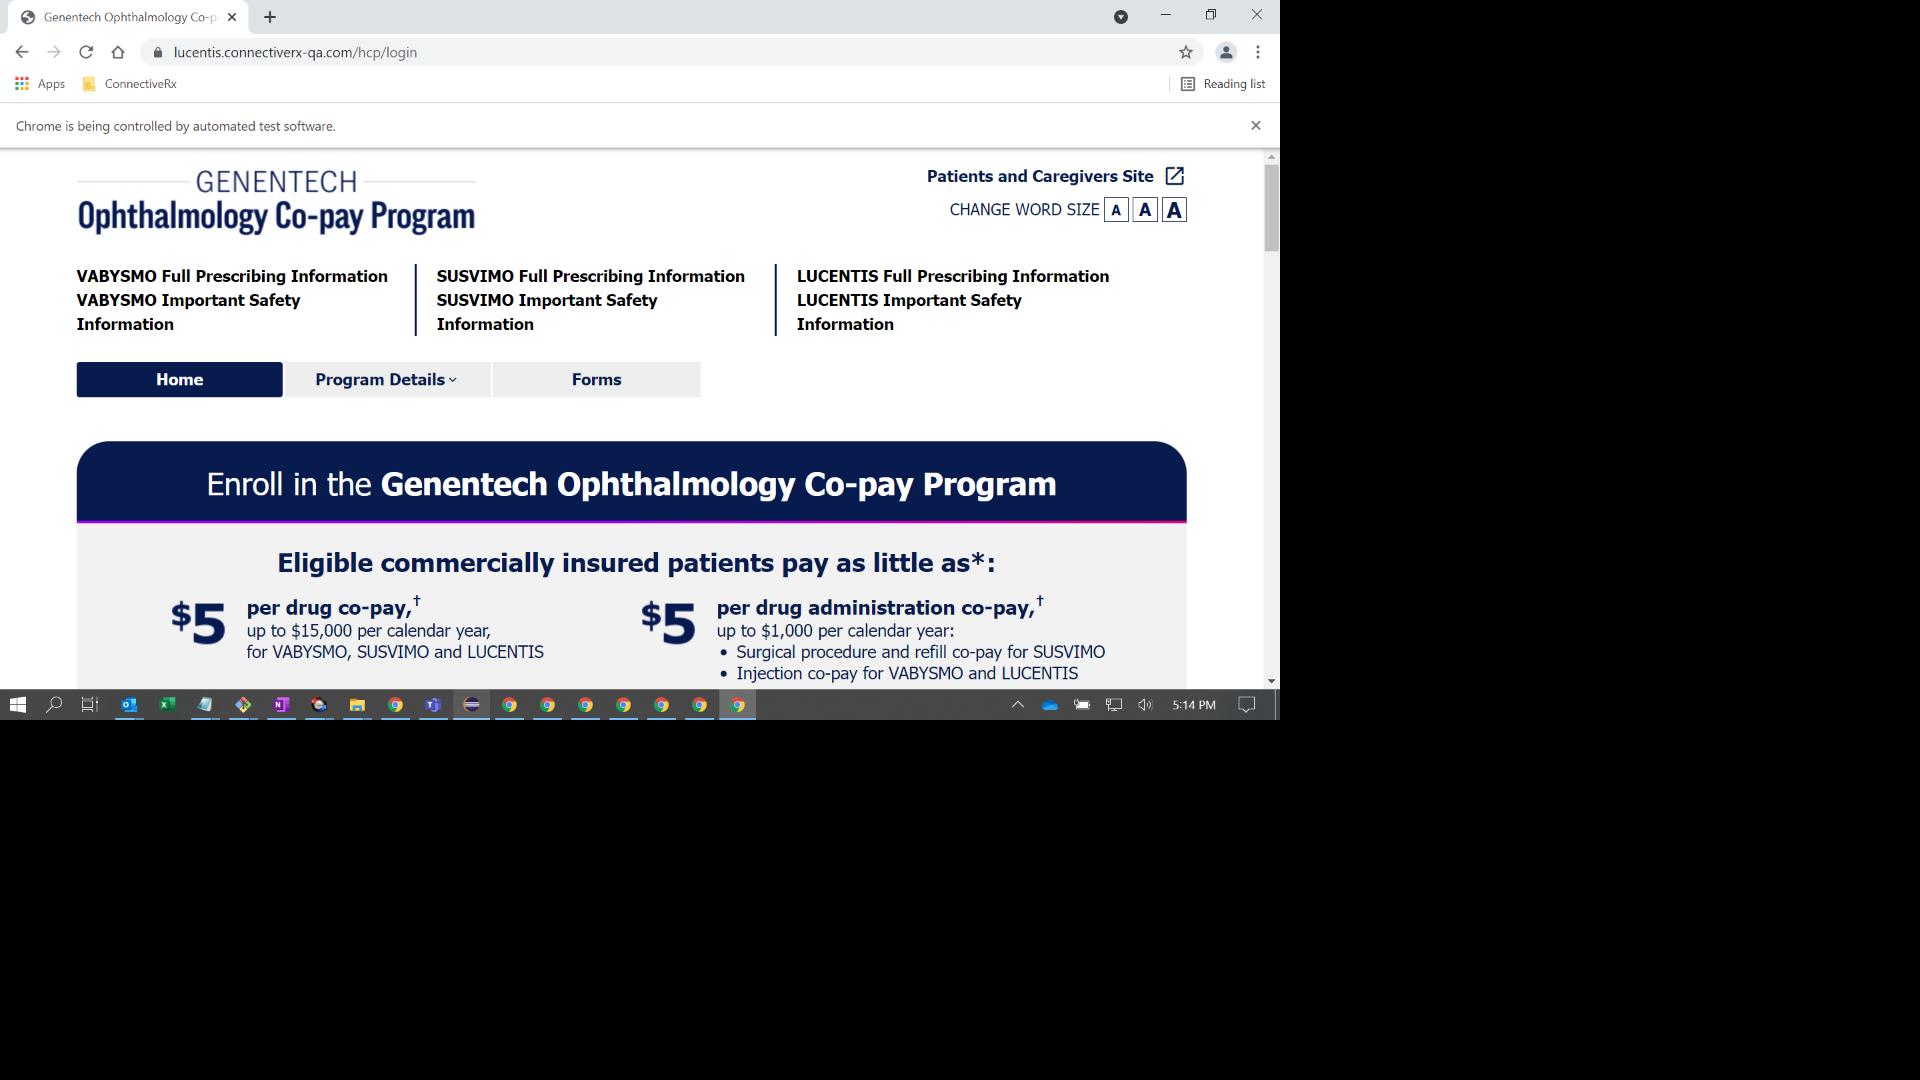 Genentech Ophthalmology Co-p
lucentis.connectiverx-qa.com/hcp/login
Apps
ConnectiveRx
Reading list
Chrome is being controlled by automated test software.
GENENTECH
Ophthalmology Co-pay Program
Patients and Caregivers Site
CHANGE WORD SIZE A A A
VABYSMO Full Prescribing Information
VABYSMO Important Safety
Information
SUSVIMO Full Prescribing Information
SUSVIMO Important Safety
Information
LUCENTIS Full Prescribing Information
LUCENTIS Important Safety
Information
Home
Program Details
Forms
Enroll in the Genentech Ophthalmology Co-pay Program
Eligible commercially insured patients pay as little as*:
$5
per drug co-pay,†
up to $15,000 per calendar year,
for VABYSMO, SUSVIMO and LUCENTIS
$5
per drug administration co-pay,†
up to $1,000 per calendar year:
• Surgical procedure and refill co-pay for SUSVIMO
• Injection co-pay for VABYSMO and LUCENTIS
5:14 PM